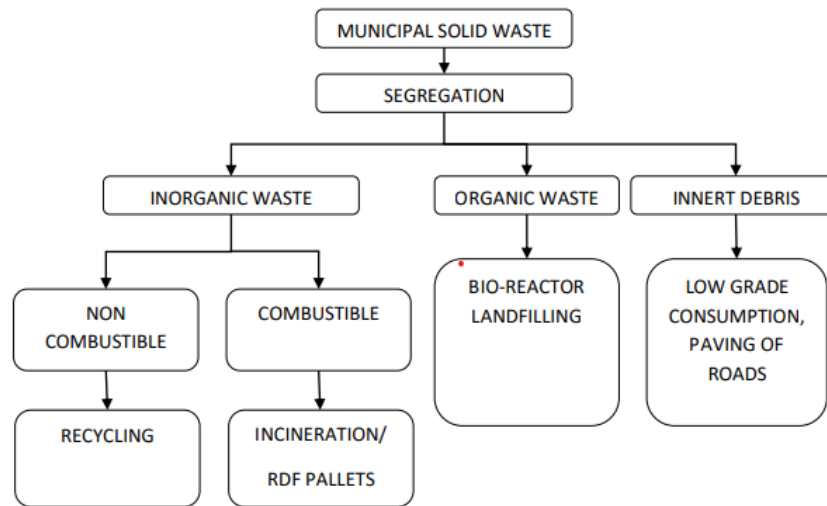 MUNICIPAL SOLID WASTE
SEGREGATION
INORGANIC WASTE
ORGANIC WASTE
INNERT DEBRIS
NON
COMBUSTIBLE
COMBUSTIBLE
BIO-REACTOR
LANDFILLING
LOW GRADE
CONSUMPTION,
PAVING OF
ROADS
RECYCLING
INCINERATION/
RDF PALLETS